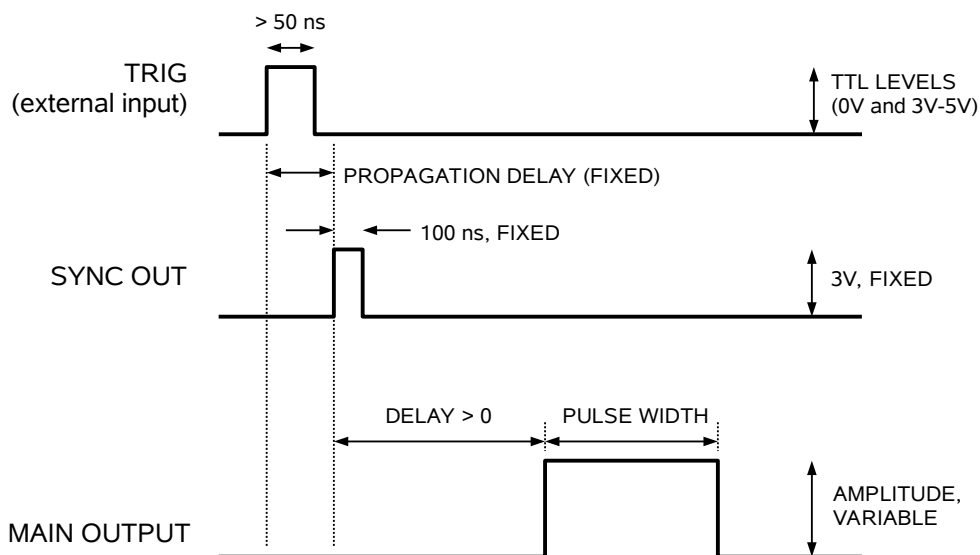 > 50 ns
TRIG
(external input)
TTL LEVELS
(0V and 3V-5V)
PROPAGATION DELAY (FIXED)
100 ns, FIXED
SYNC OUT
3V, FIXED
DELAY > 0
PULSE WIDTH
MAIN OUTPUT
AMPLITUDE,
VARIABLE